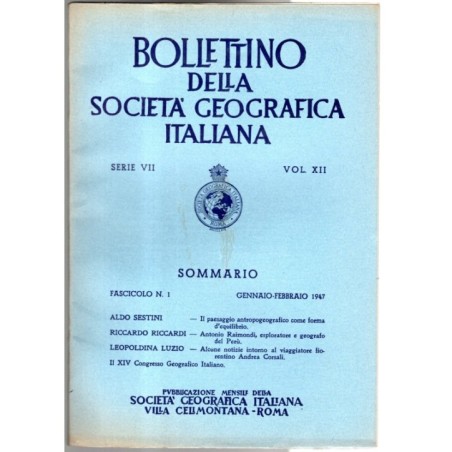 BOLLETTINO
DELLA
SOCIETA' GEOGRAFICA
ITALIANA
SERIE VII VOL. XII
SOMMARIO
FASCICOLO N. 1 GENNAIO-FEBBRAIO 1947
ALDO SESTINI — Il paesaggio antropogeografico come forma
d'equilibrio.
RICCARDO RICCARDI — Antonio Raimondi, esploratore e geografo
del Perù.
LEOPOLDINA LUZIO — Alcune notizie intorno al viaggiatore fio-
rentino Andrea Corsali.
Il XIV Congresso Geografico Italiano.
PUBBLICAZIONE MENSILE DELLA
SOCIETÀ GEOGRAFICA ITALIANA
VILLA CELIMONTANA - ROMA